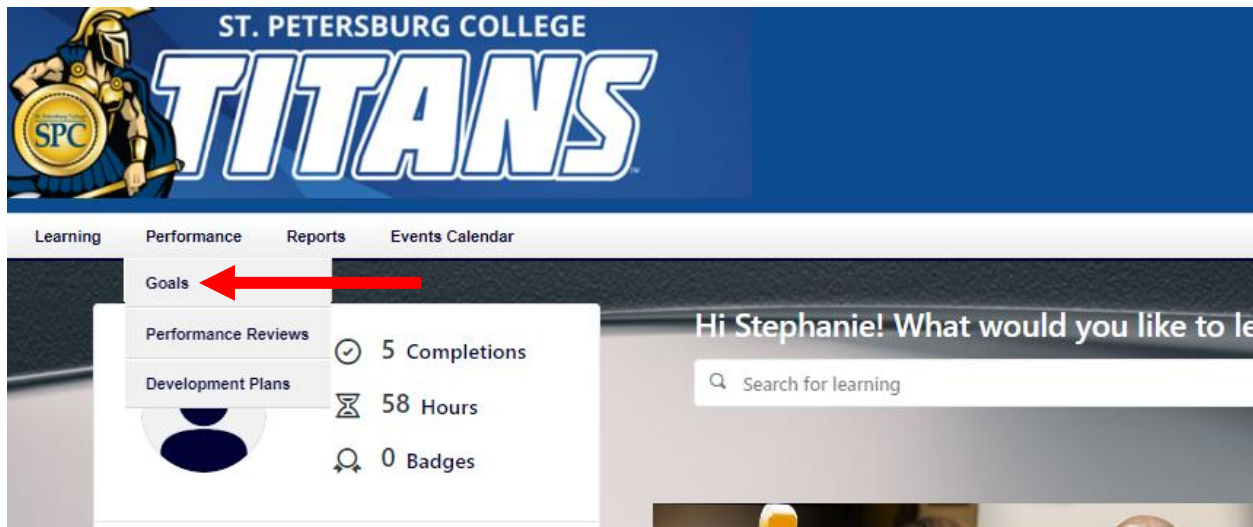 ST. PETERSBURG COLLEGE
TITANS
SPC
Learning Performance Reports Events Calendar
Goals
Performance Reviews
Development Plans
5 Completions
58 Hours
0 Badges
Hi Stephanie! What would you like to le
Search for learning